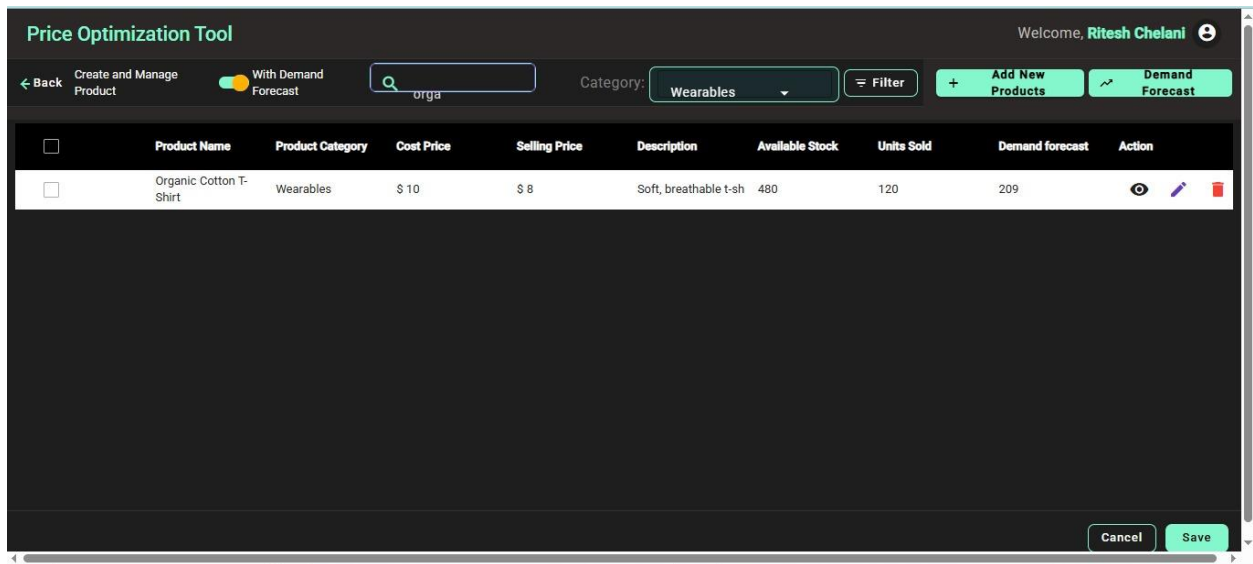 Price Optimization Tool
Welcome, Ritesh Chelani
Back
Create and Manage
Product
With Demand
Forecast
orga
Category:
Wearables
Filter
+ Add New
Products
Demand
Forecast
Product Name Product Category Cost Price Selling Price Description Available Stock Units Sold Demand forecast Action
Organic Cotton T-
Shirt
Wearables $ 10 $ 8 Soft, breathable t-sh 480 120 209
Cancel Save